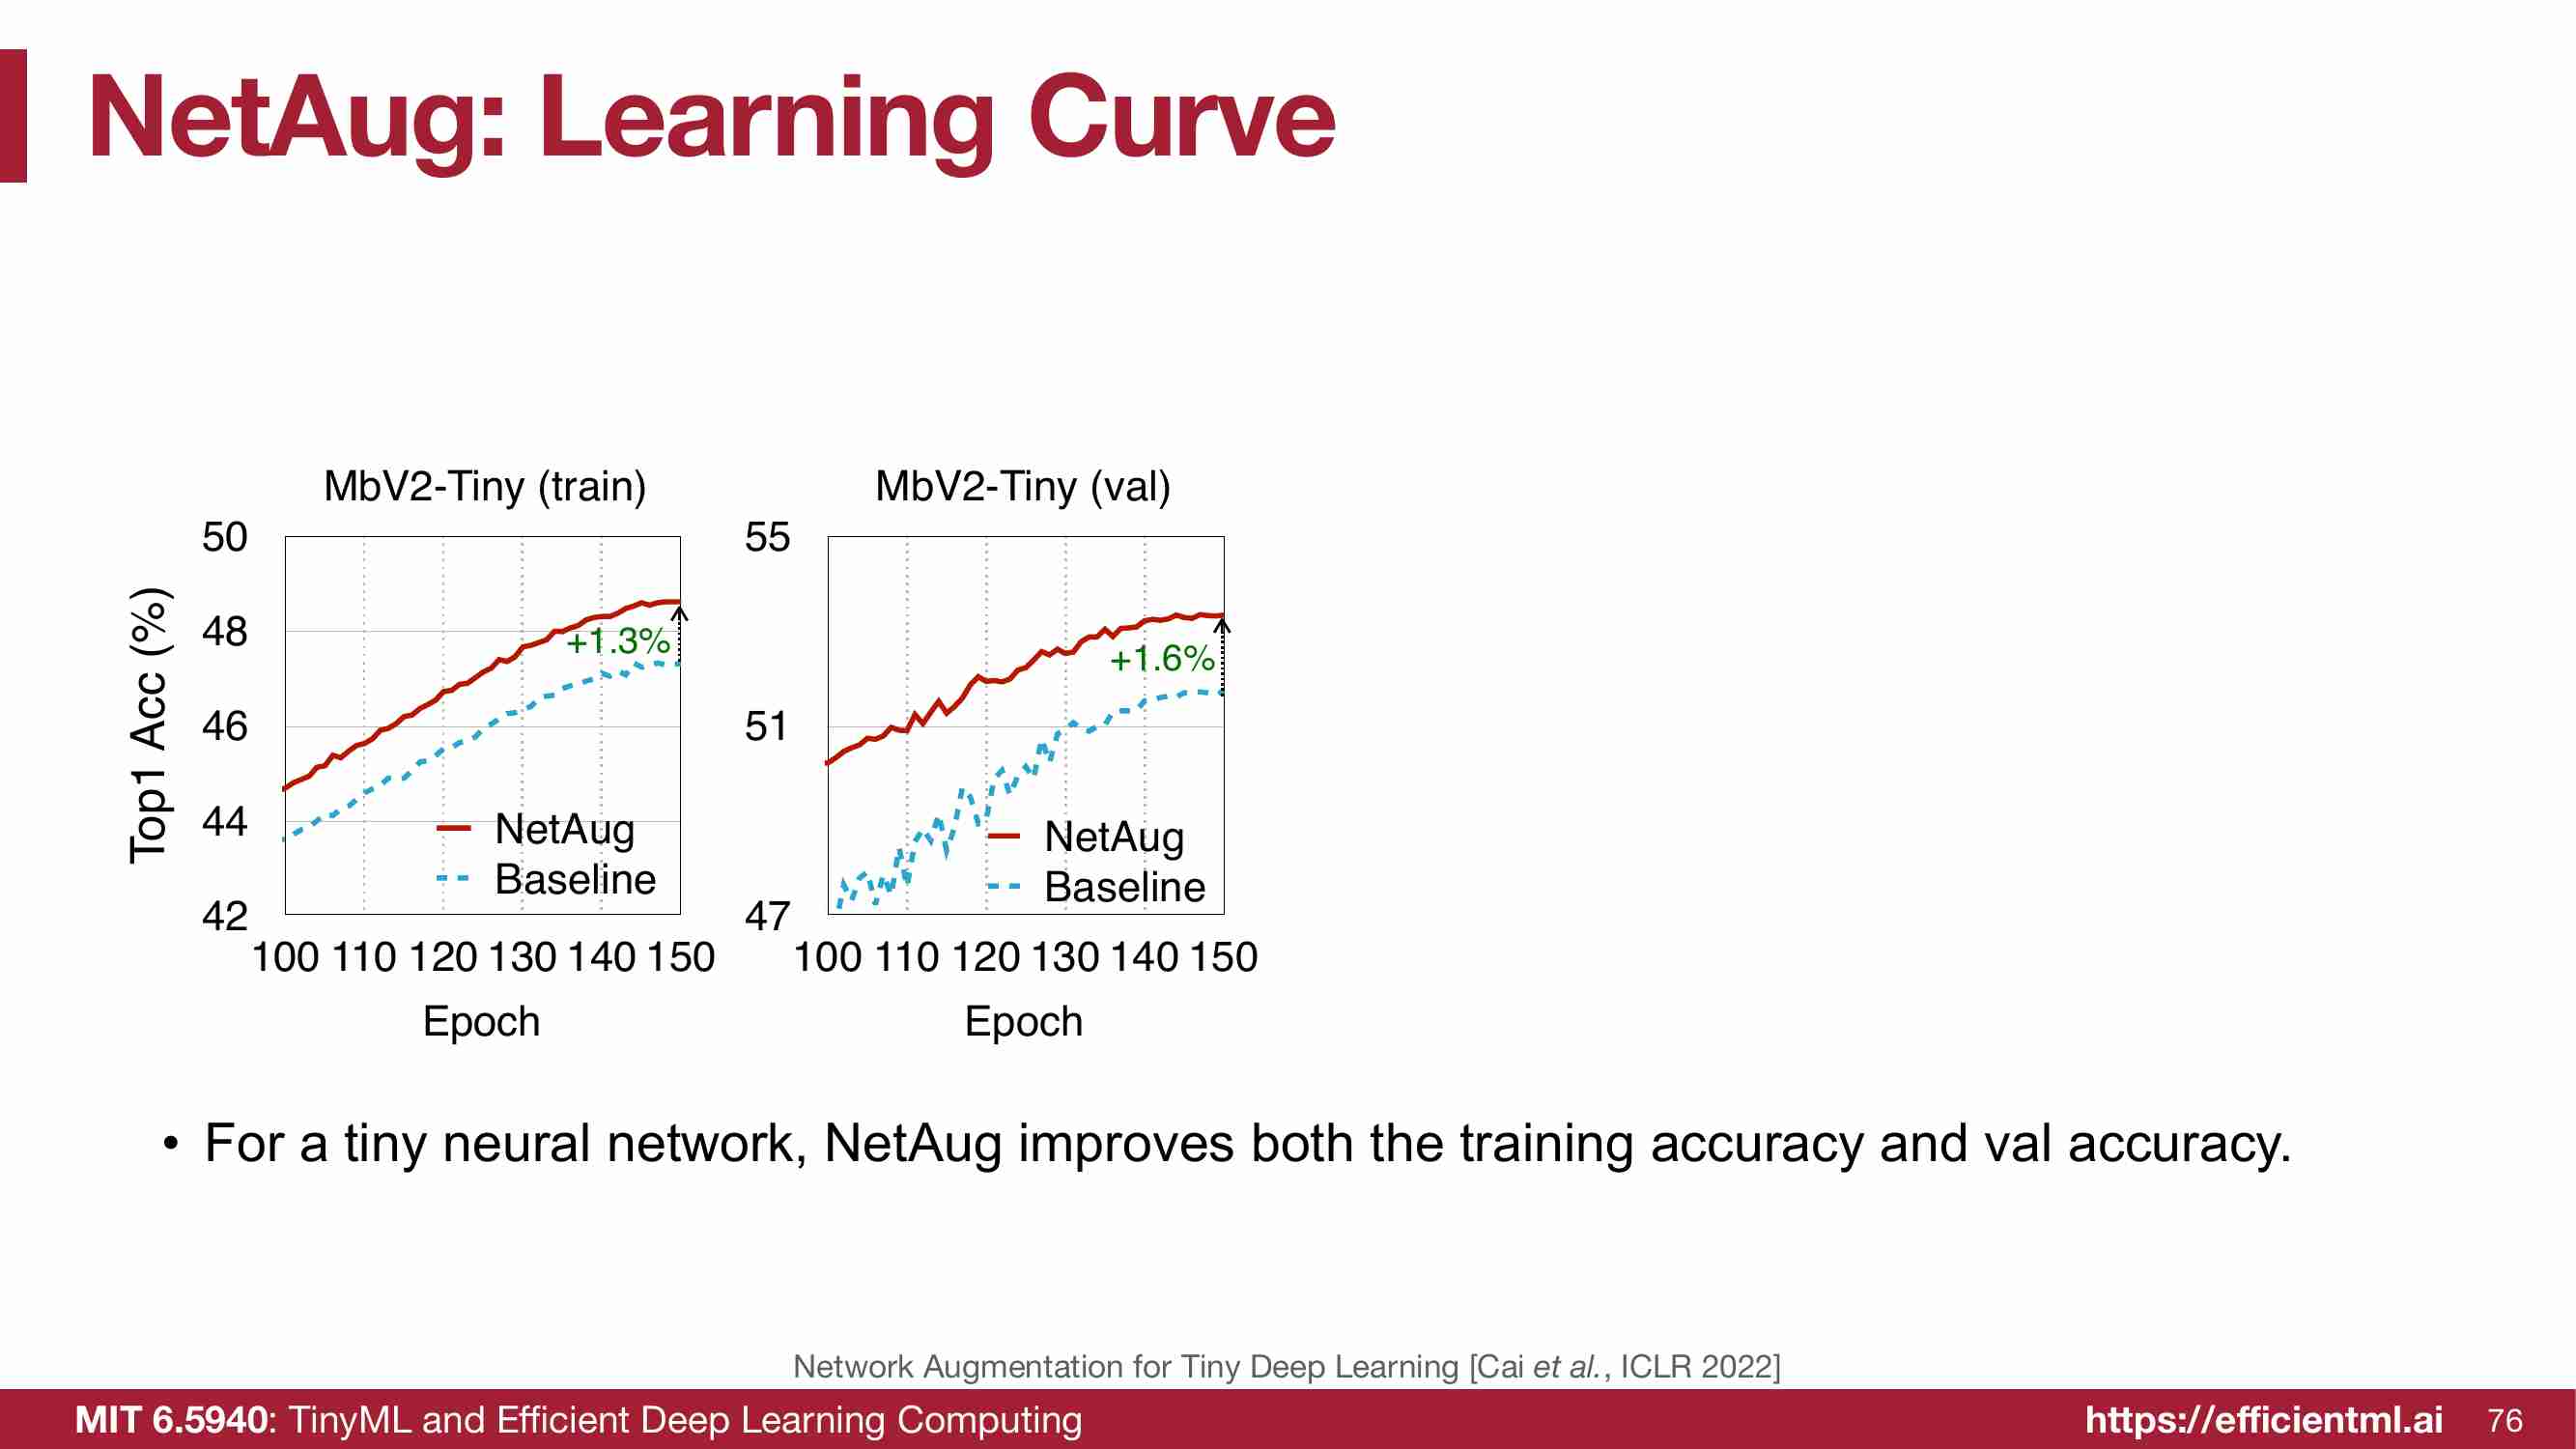 NetAug: Learning Curve
MbV2-Tiny (train)
Top1 Acc (%)
50
48
46
44
42
+1.3%
NetAug
Baseline
100 110 120 130 140 150
Epoch
MbV2-Tiny (val)
55
51
47
+1.6%
NetAug
Baseline
100 110 120 130 140 150
Epoch
• For a tiny neural network, NetAug improves both the training accuracy and val accuracy.
Network Augmentation for Tiny Deep Learning [Cai et al., ICLR 2022]
MIT 6.5940: TinyML and Efficient Deep Learning Computing
https://efficientml.ai 76